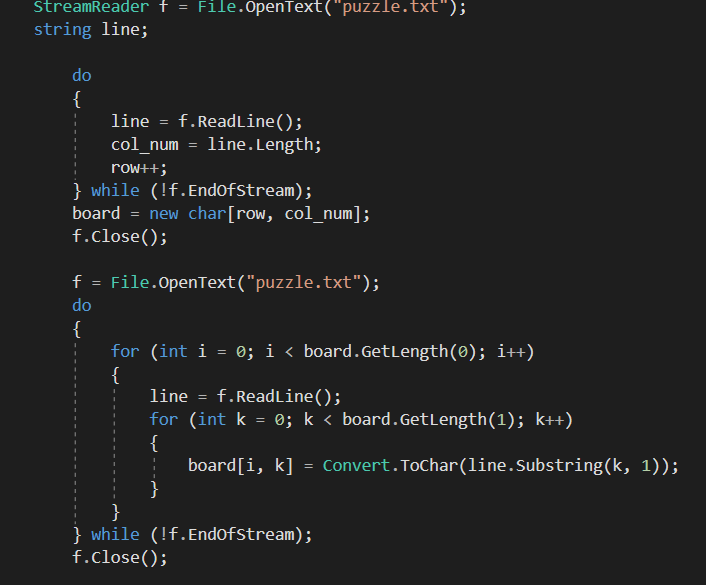 StreamReader f = File.OpenText("puzzle.txt");
string line;
do
{
line = f.ReadLine();
col_num = line.Length;
row++;
} while (!f.EndOfStream);
board = new char[row, col_num];
f.Close();
f = File.OpenText("puzzle.txt");
do
{
for (int i = 0; i < board.GetLength(0); i++)
{
line = f.ReadLine();
for (int k = 0; k < board.GetLength(1); k++)
{
board[i, k] = Convert.ToChar(line.Substring(k, 1));
}
}
} while (!f.EndOfStream);
f.Close();